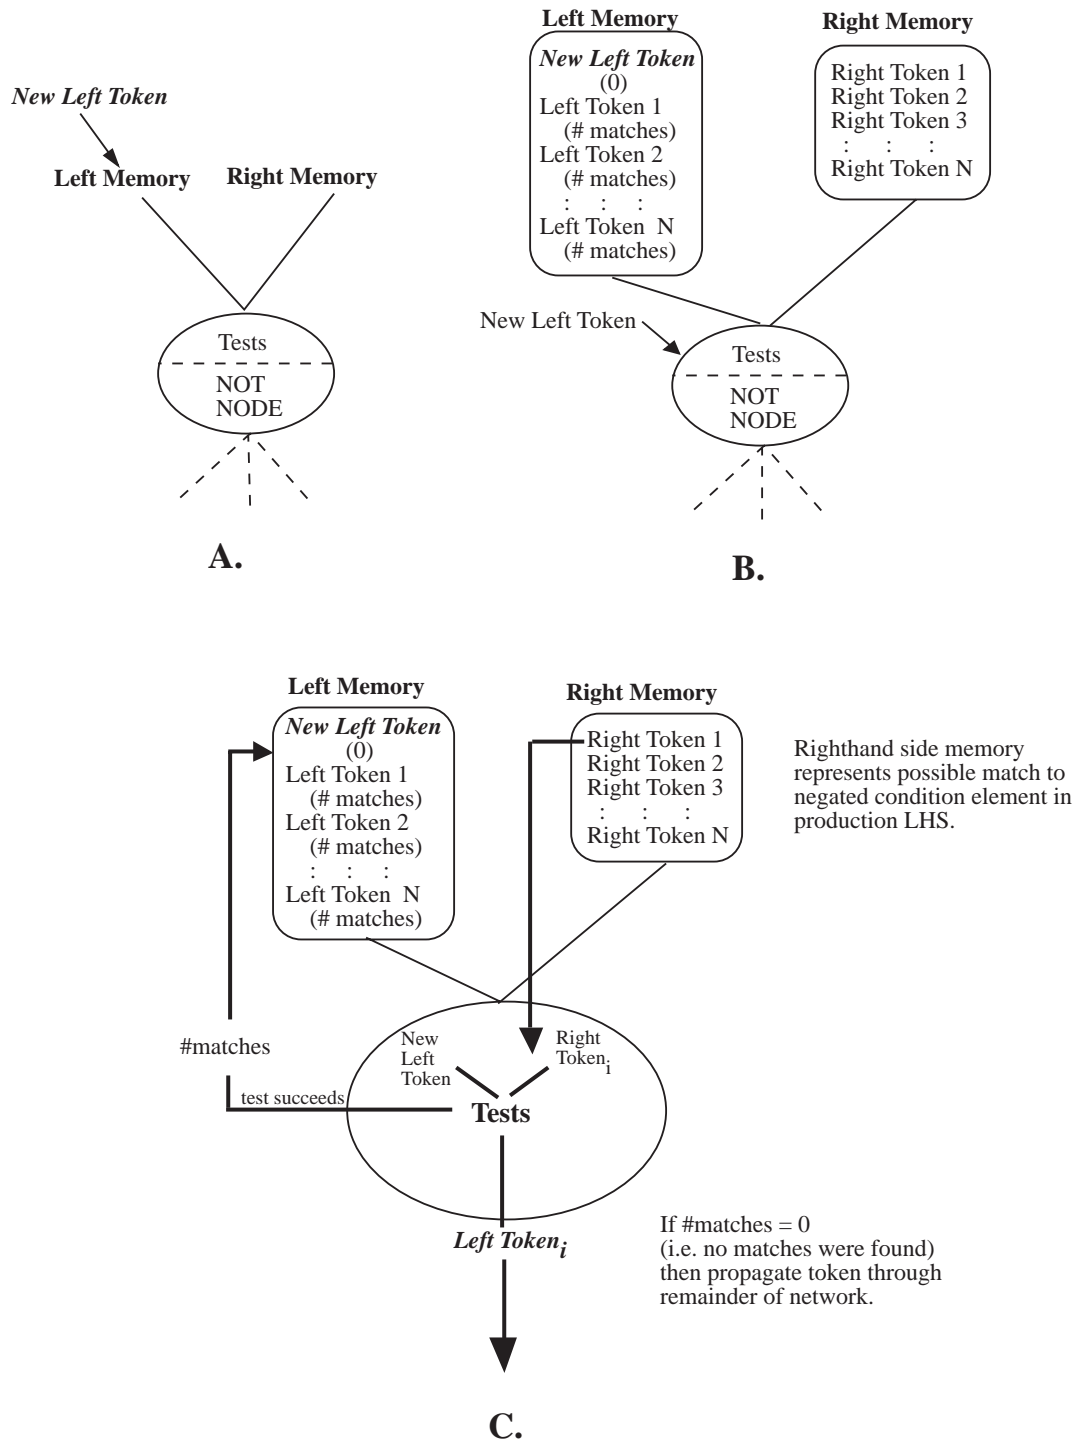 New Left Token
Left Memory
Right Memory
Tests
NOT
NODE
A.
Left Memory
New Left Token
(0)
Left Token 1
(# matches)
Left Token 2
(# matches)
: : :
Left Token N
(# matches)
Right Memory
Right Token 1
Right Token 2
Right Token 3
: : :
Right Token N
New Left Token
Tests
NOT
NODE
B.
Left Memory
New Left Token
(0)
Left Token 1
(# matches)
Left Token 2
(# matches)
: : :
Left Token N
(# matches)
Right Memory
Right Token 1
Right Token 2
Right Token 3
: : :
Right Token N
Righthand side memory
represents possible match to
negated condition element in
production LHS.
#matches
test succeeds
New
Left
Token
Right
Token i
Tests
Left Token i
If #matches = 0
(i.e. no matches were found)
then propagate token through
remainder of network.
C.